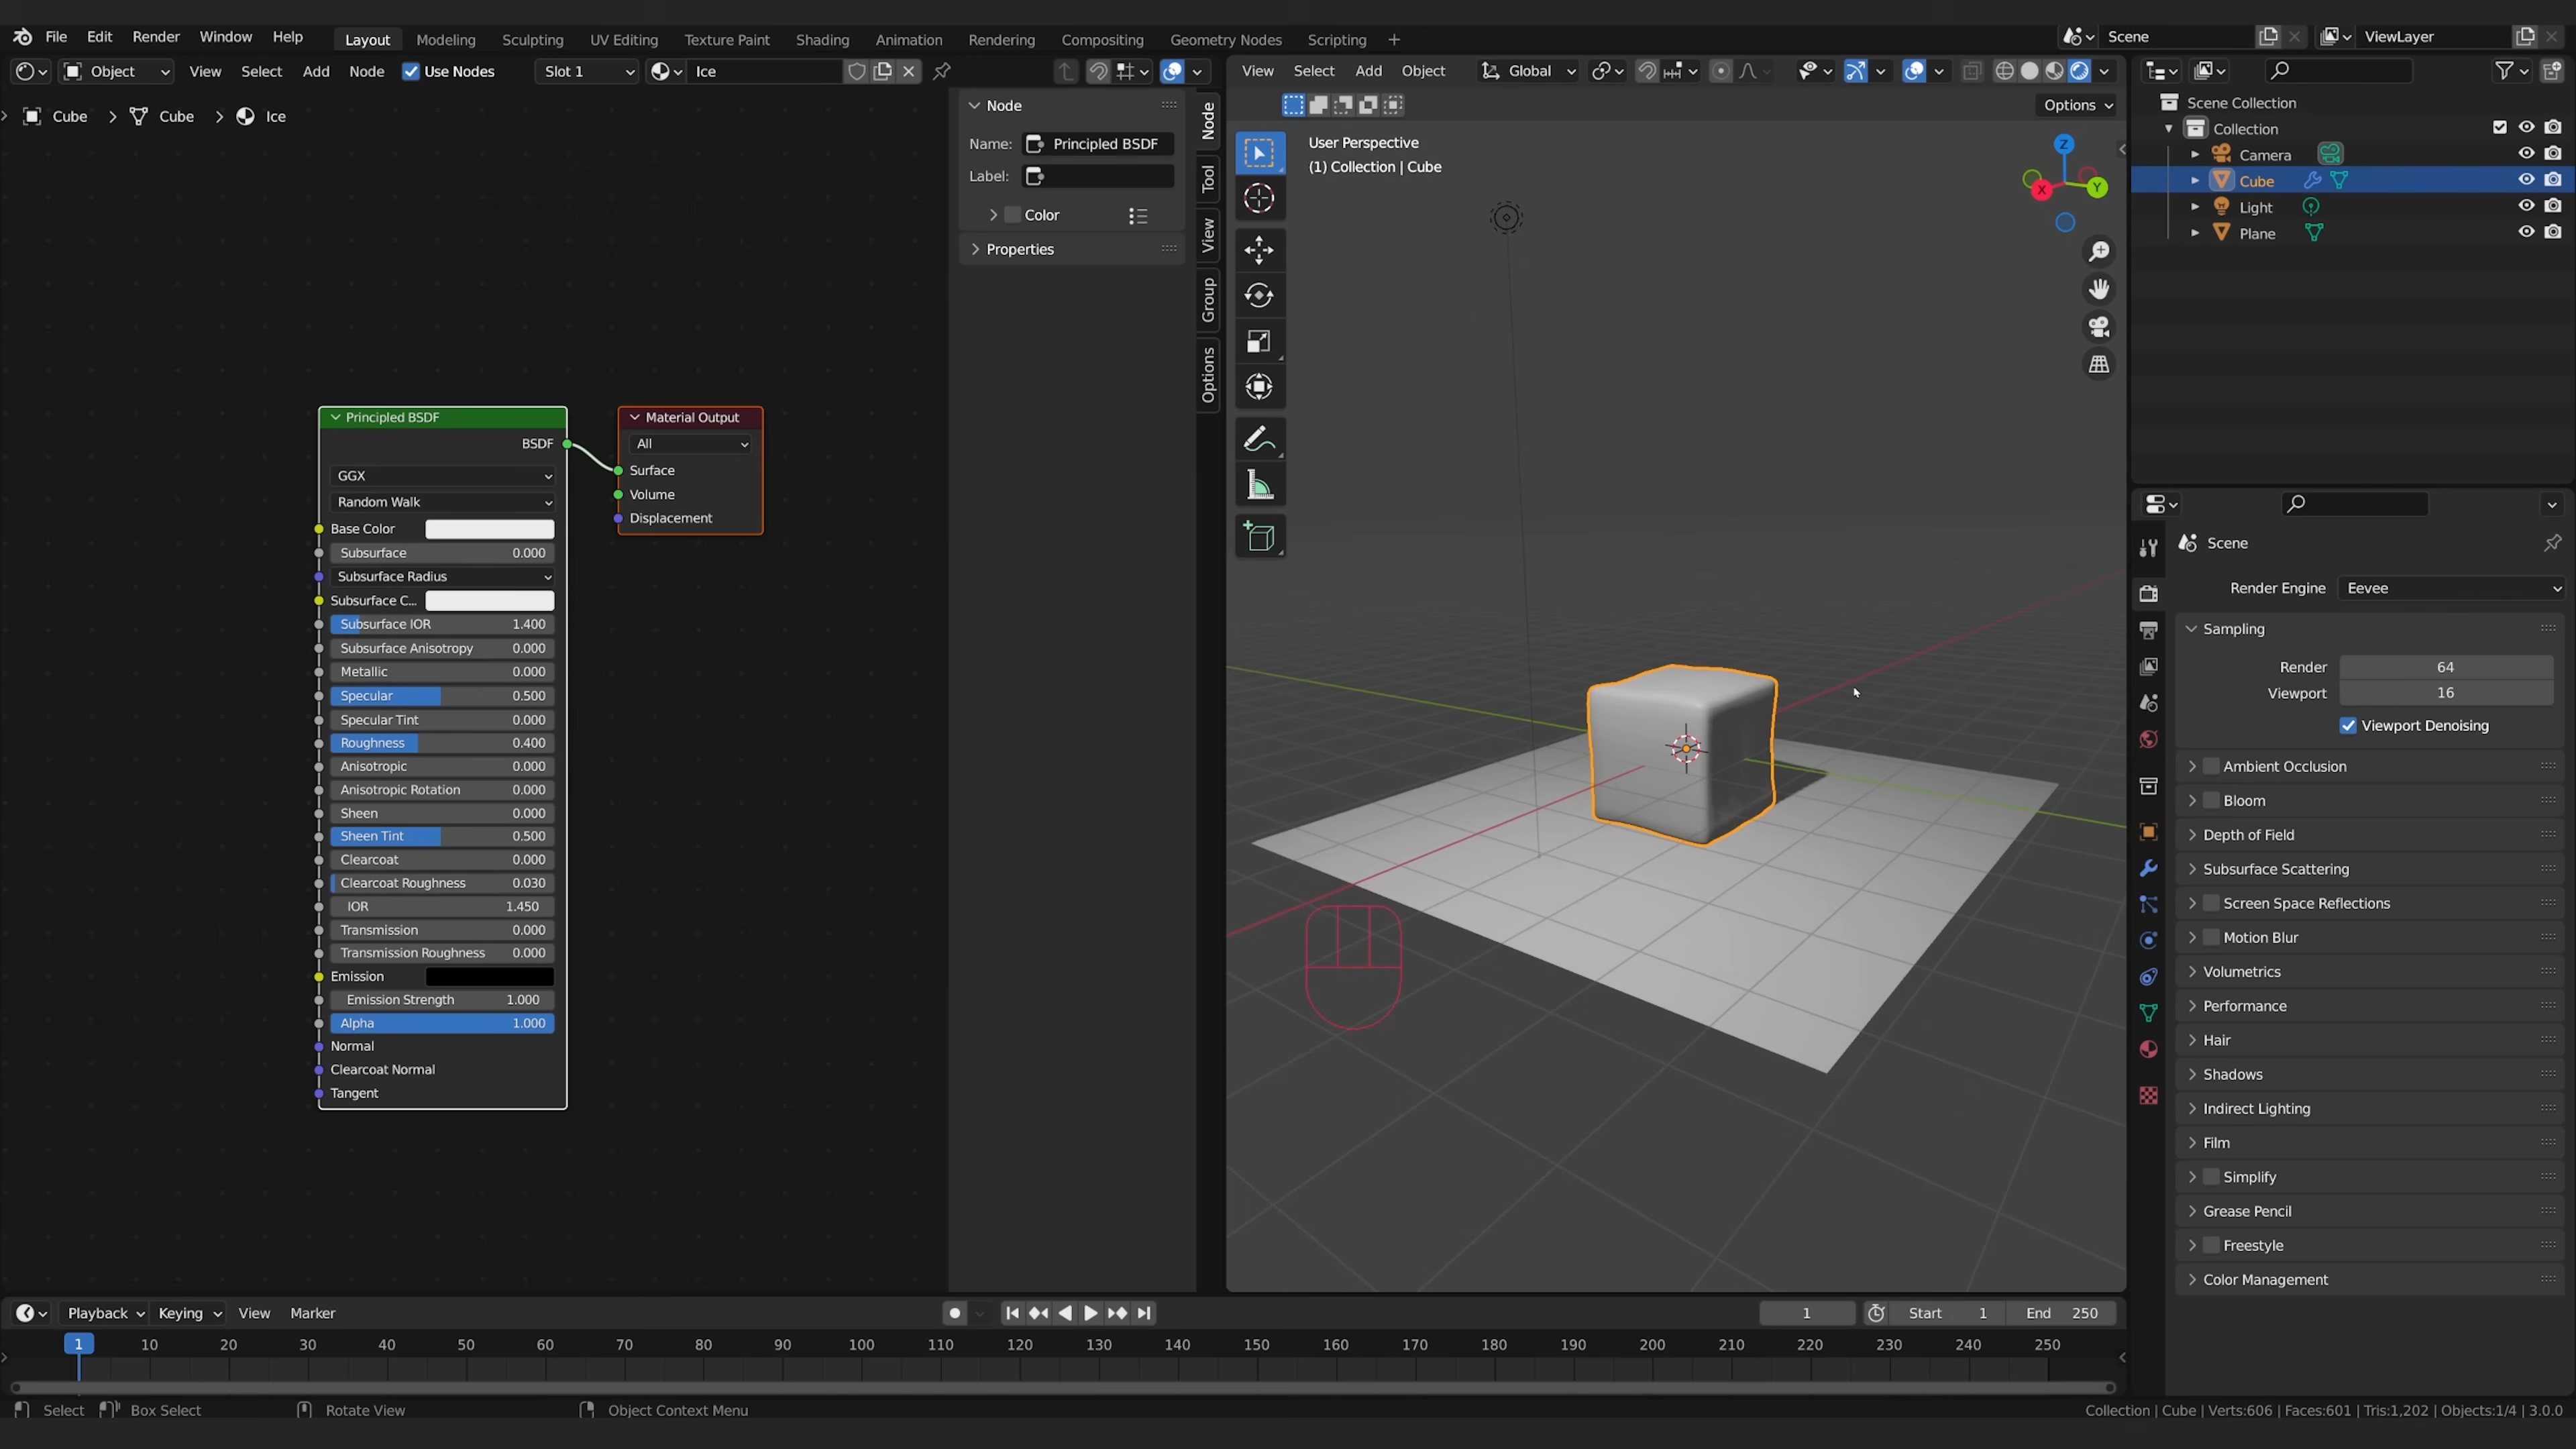 File Edit Render Window Help Layout Modeling Sculpting UV Editing Texture Paint Shading Animation Rendering Compositing Geometry Nodes Scripting + Scene ViewLayer
Object View Select Add Node Use Nodes Slot 1 Ice
Cube > Cube > Ice
Node
Name: Principled BSDF
Label:
Color
Properties
Node
Tool
View
Group
Options
Principled BSDF
BSDF
GGX
Random Walk
Base Color
Subsurface 0.000
Subsurface Radius
Subsurface C...
Subsurface IOR 1.400
Subsurface Anisotropy 0.000
Metallic 0.000
Specular 0.500
Specular Tint 0.000
Roughness 0.400
Anisotropic 0.000
Anisotropic Rotation 0.000
Sheen 0.000
Sheen Tint 0.500
Clearcoat 0.000
Clearcoat Roughness 0.030
IOR 1.450
Transmission 0.000
Transmission Roughness 0.000
Emission
Emission Strength 1.000
Alpha 1.000
Normal
Clearcoat Normal
Tangent
Material Output
All
Surface
Volume
Displacement
View Select Add Object Global
Options
User Perspective
(1) Collection | Cube
Z
X
Y
Scene Collection
Collection
Camera
Cube
Light
Plane
Scene
Render Engine Eevee
Sampling
Render 64
Viewport 16
Viewport Denoising
Ambient Occlusion
Bloom
Depth of Field
Subsurface Scattering
Screen Space Reflections
Motion Blur
Volumetrics
Performance
Hair
Shadows
Indirect Lighting
Film
Simplify
Grease Pencil
Freestyle
Color Management
Playback Keying View Marker 1 Start 1 End 250
1 10 20 30 40 50 60 70 80 90 100 110 120 130 140 150 160 170 180 190 200 210 220 230 240 250
Select Box Select Rotate View Object Context Menu Collection | Cube | Verts:606 | Faces:601 | Tris:1,202 | Objects:1/4 | 3.0.0